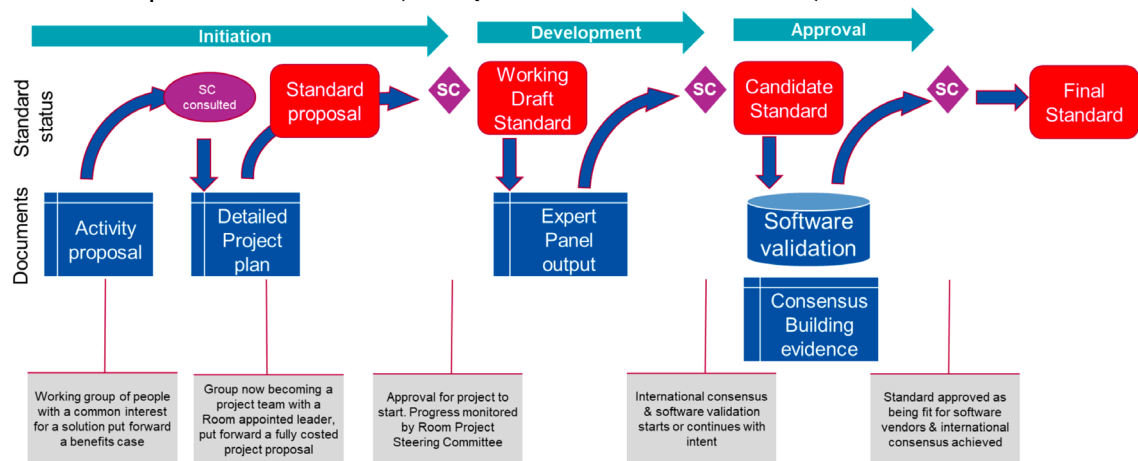 Initiation
Development
Approval
Standard
status
SC
consulted
Standard
proposal
SC
Working
Draft
Standard
SC
Candidate
Standard
SC
Final
Standard
Documents
Activity
proposal
Detailed
Project
plan
Expert
Panel
output
Software
validation
Consensus
Building
evidence
Working group of people
with a common interest
for a solution put forward
a benefits case
Group now becoming a
project team with a
Room appointed leader,
put forward a fully costed
project proposal
Approval for project to
start. Progress monitored
by Room Project
Steering Committee
International consensus
& software validation
starts or continues with
intent
Standard approved as
being fit for software
vendors & international
consensus achieved